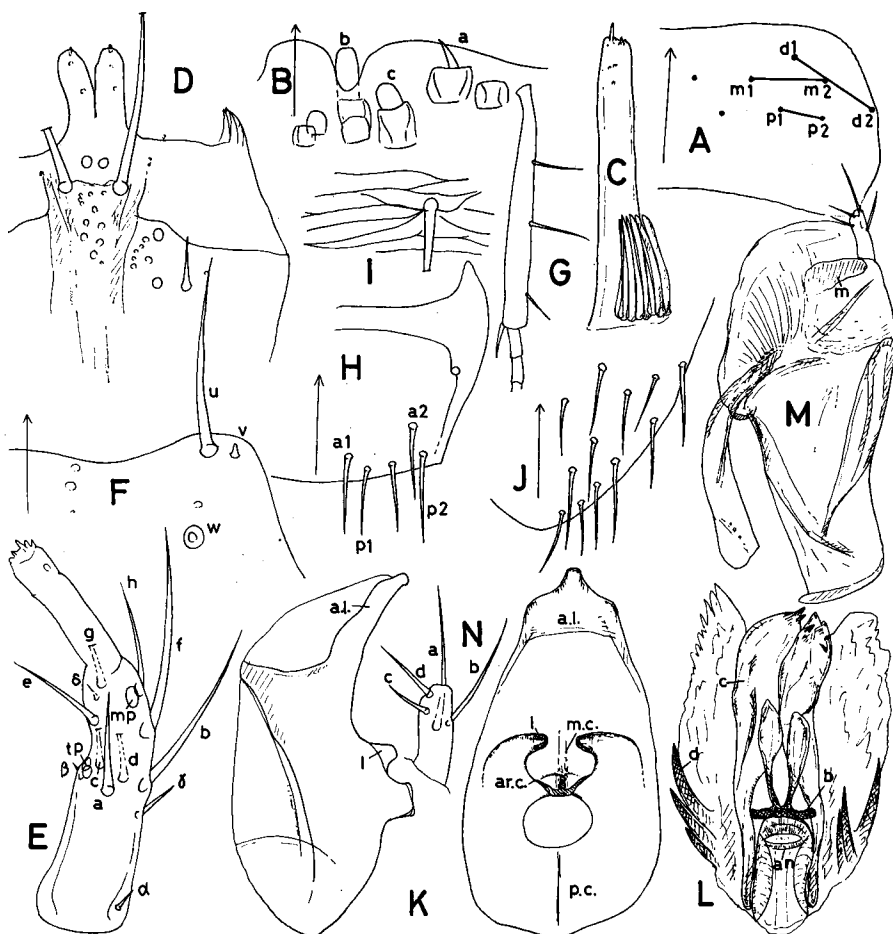 D
B
b
a
c
C
A
d1
m1
m2
d2
p1
p2
I
G
m
H
M
u
v
F
w
a1
a2
p1
p2
J
h
f
g
e
δ
mp
b
tp
β
γ
c
d
a
ɣ
E
α
a.l.
l
K
N
a
d
c
b
a.l.
l.
m.c.
ar.c.
p.c.
c
a
b
an
L